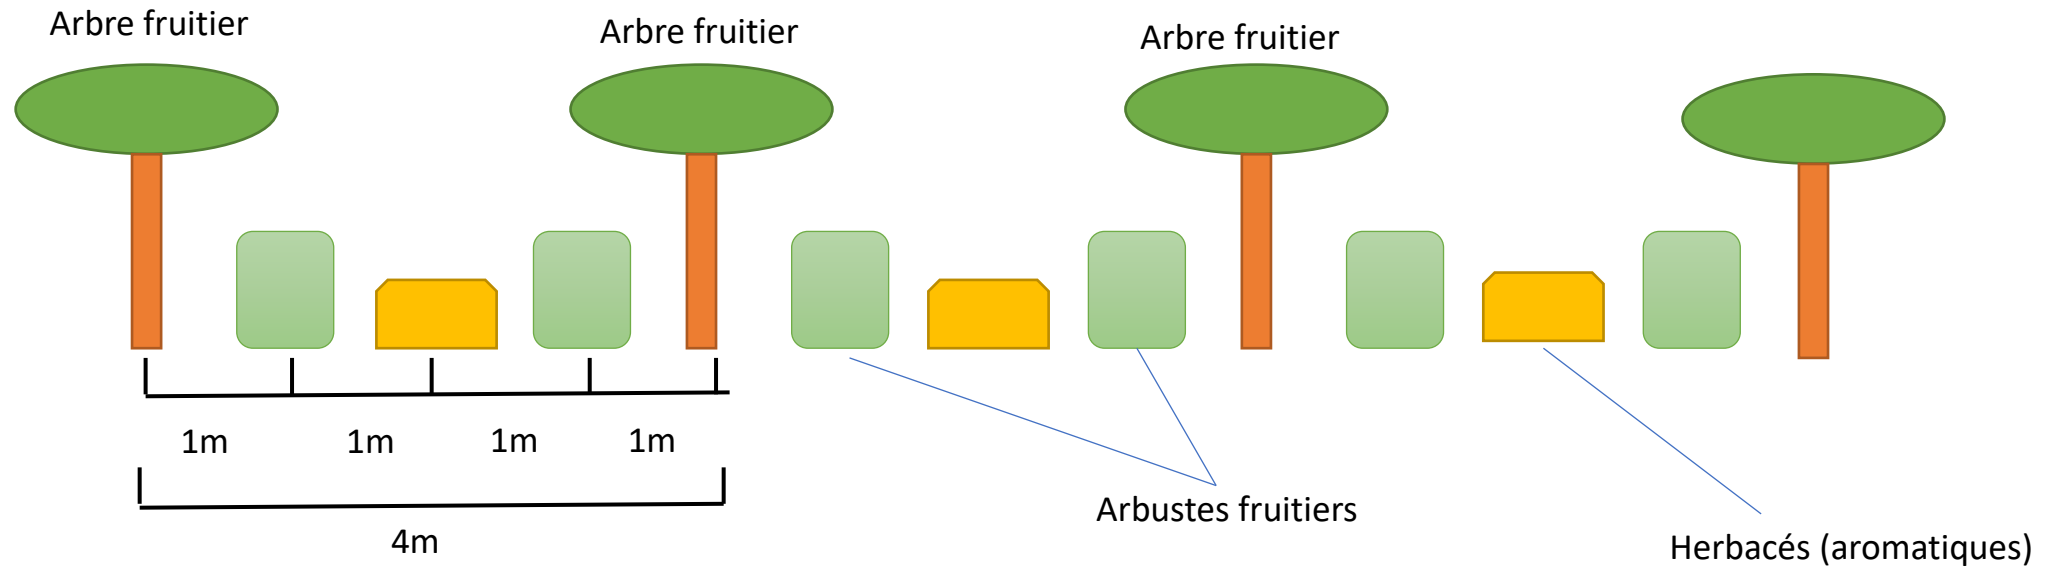 Arbre fruitier
Arbre fruitier
Arbre fruitier
1m
1m
1m
1m
4m
Arbustes fruitiers
Herbacés (aromatiques)